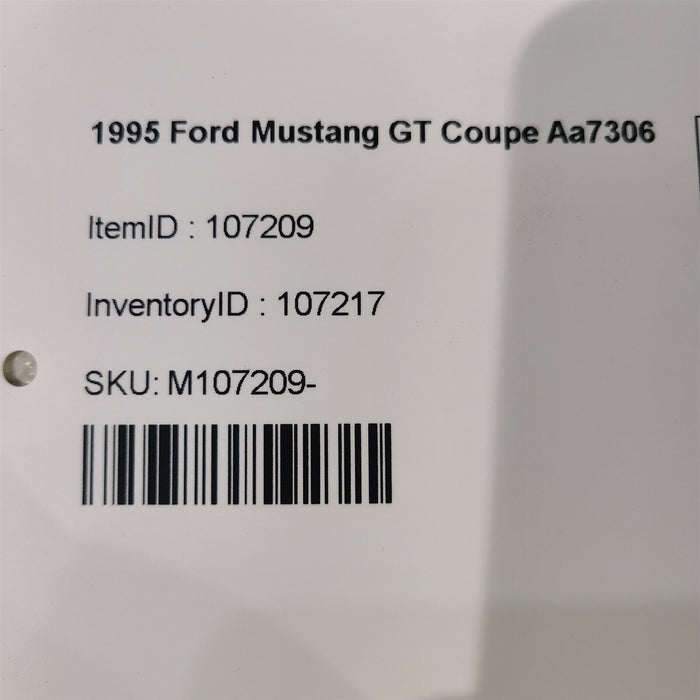 1995 Ford Mustang GT Coupe Aa7306
ItemID : 107209
InventoryID : 107217
SKU: M107209-